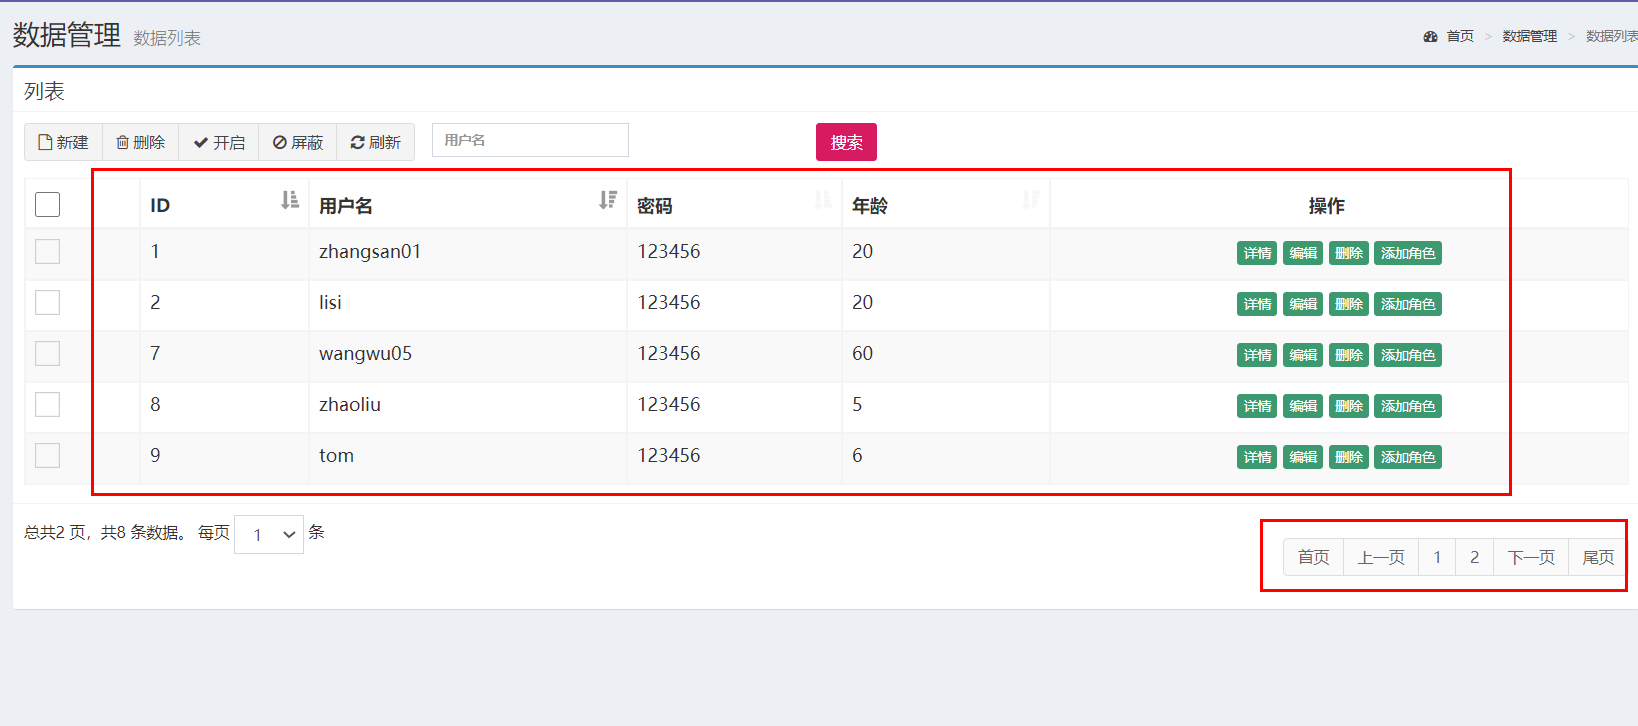 数据管理 数据列表
首页 > 数据管理 > 数据列表
列表
新建 删除 开启 屏蔽 刷新 用户名 搜索
ID 用户名 密码 年龄 操作
1 zhangsan01 123456 20 详情 编辑 删除 添加角色
2 lisi 123456 20 详情 编辑 删除 添加角色
7 wangwu05 123456 60 详情 编辑 删除 添加角色
8 zhaoliu 123456 5 详情 编辑 删除 添加角色
9 tom 123456 6 详情 编辑 删除 添加角色
总共2 页，共8 条数据。 每页 1 条
首页 上一页 1 2 下一页 尾页